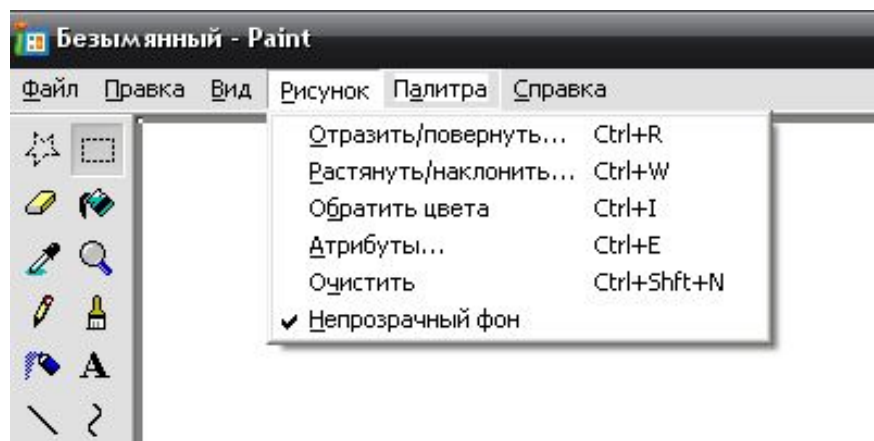 Безымянный - Paint
Файл Правка Вид Рисунок Палитра Справка
Отразить/повернуть... Ctrl+R
Растянуть/наклонить... Ctrl+W
Обратить цвета Ctrl+I
Атрибуты... Ctrl+E
Очистить Ctrl+Shft+N
Непрозрачный фон
A